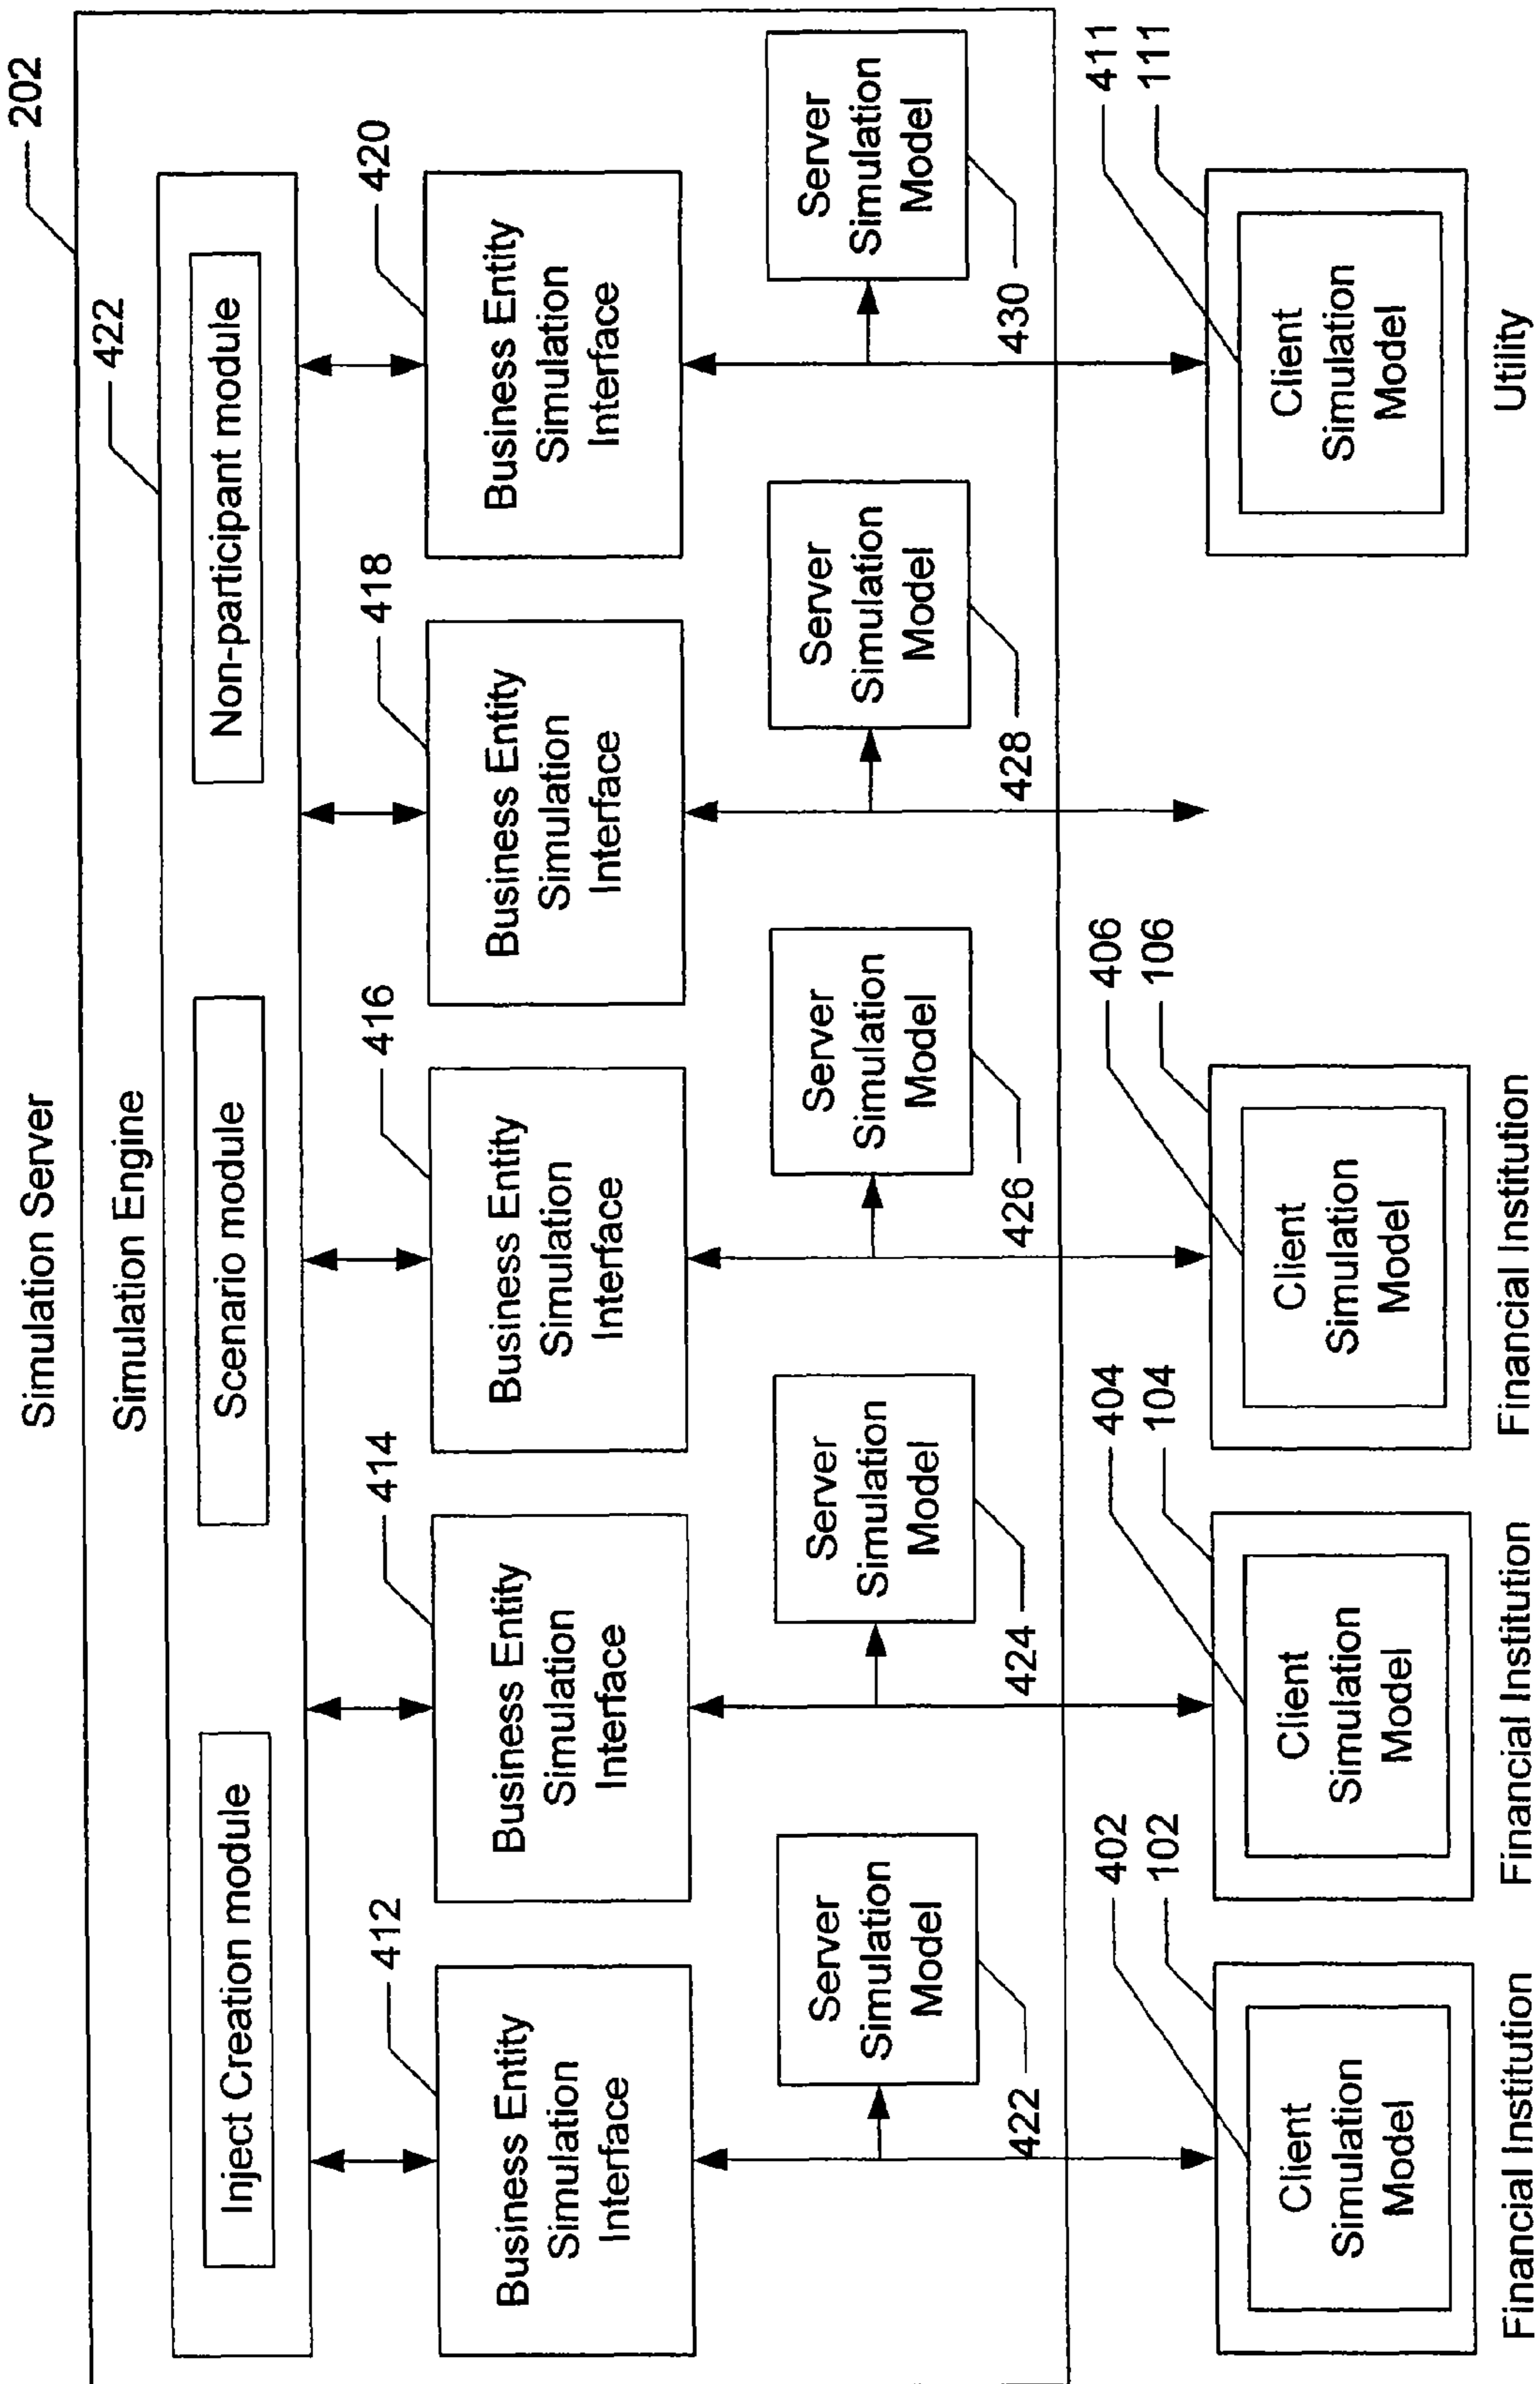 Simulation Server
202
Simulation Engine
422
Inject Creation module
Scenario module
Non-participant module
412
414
416
418
420
Business Entity
Simulation
Interface
Business Entity
Simulation
Interface
Business Entity
Simulation
Interface
Business Entity
Simulation
Interface
Business Entity
Simulation
Interface
Server
Simulation
Model
Server
Simulation
Model
Server
Simulation
Model
Server
Simulation
Model
Server
Simulation
Model
422
424
426
428
430
402
102
404
104
406
106
411
111
Client
Simulation
Model
Client
Simulation
Model
Client
Simulation
Model
Client
Simulation
Model
Financial Institution
Financial Institution
Financial Institution
Utility